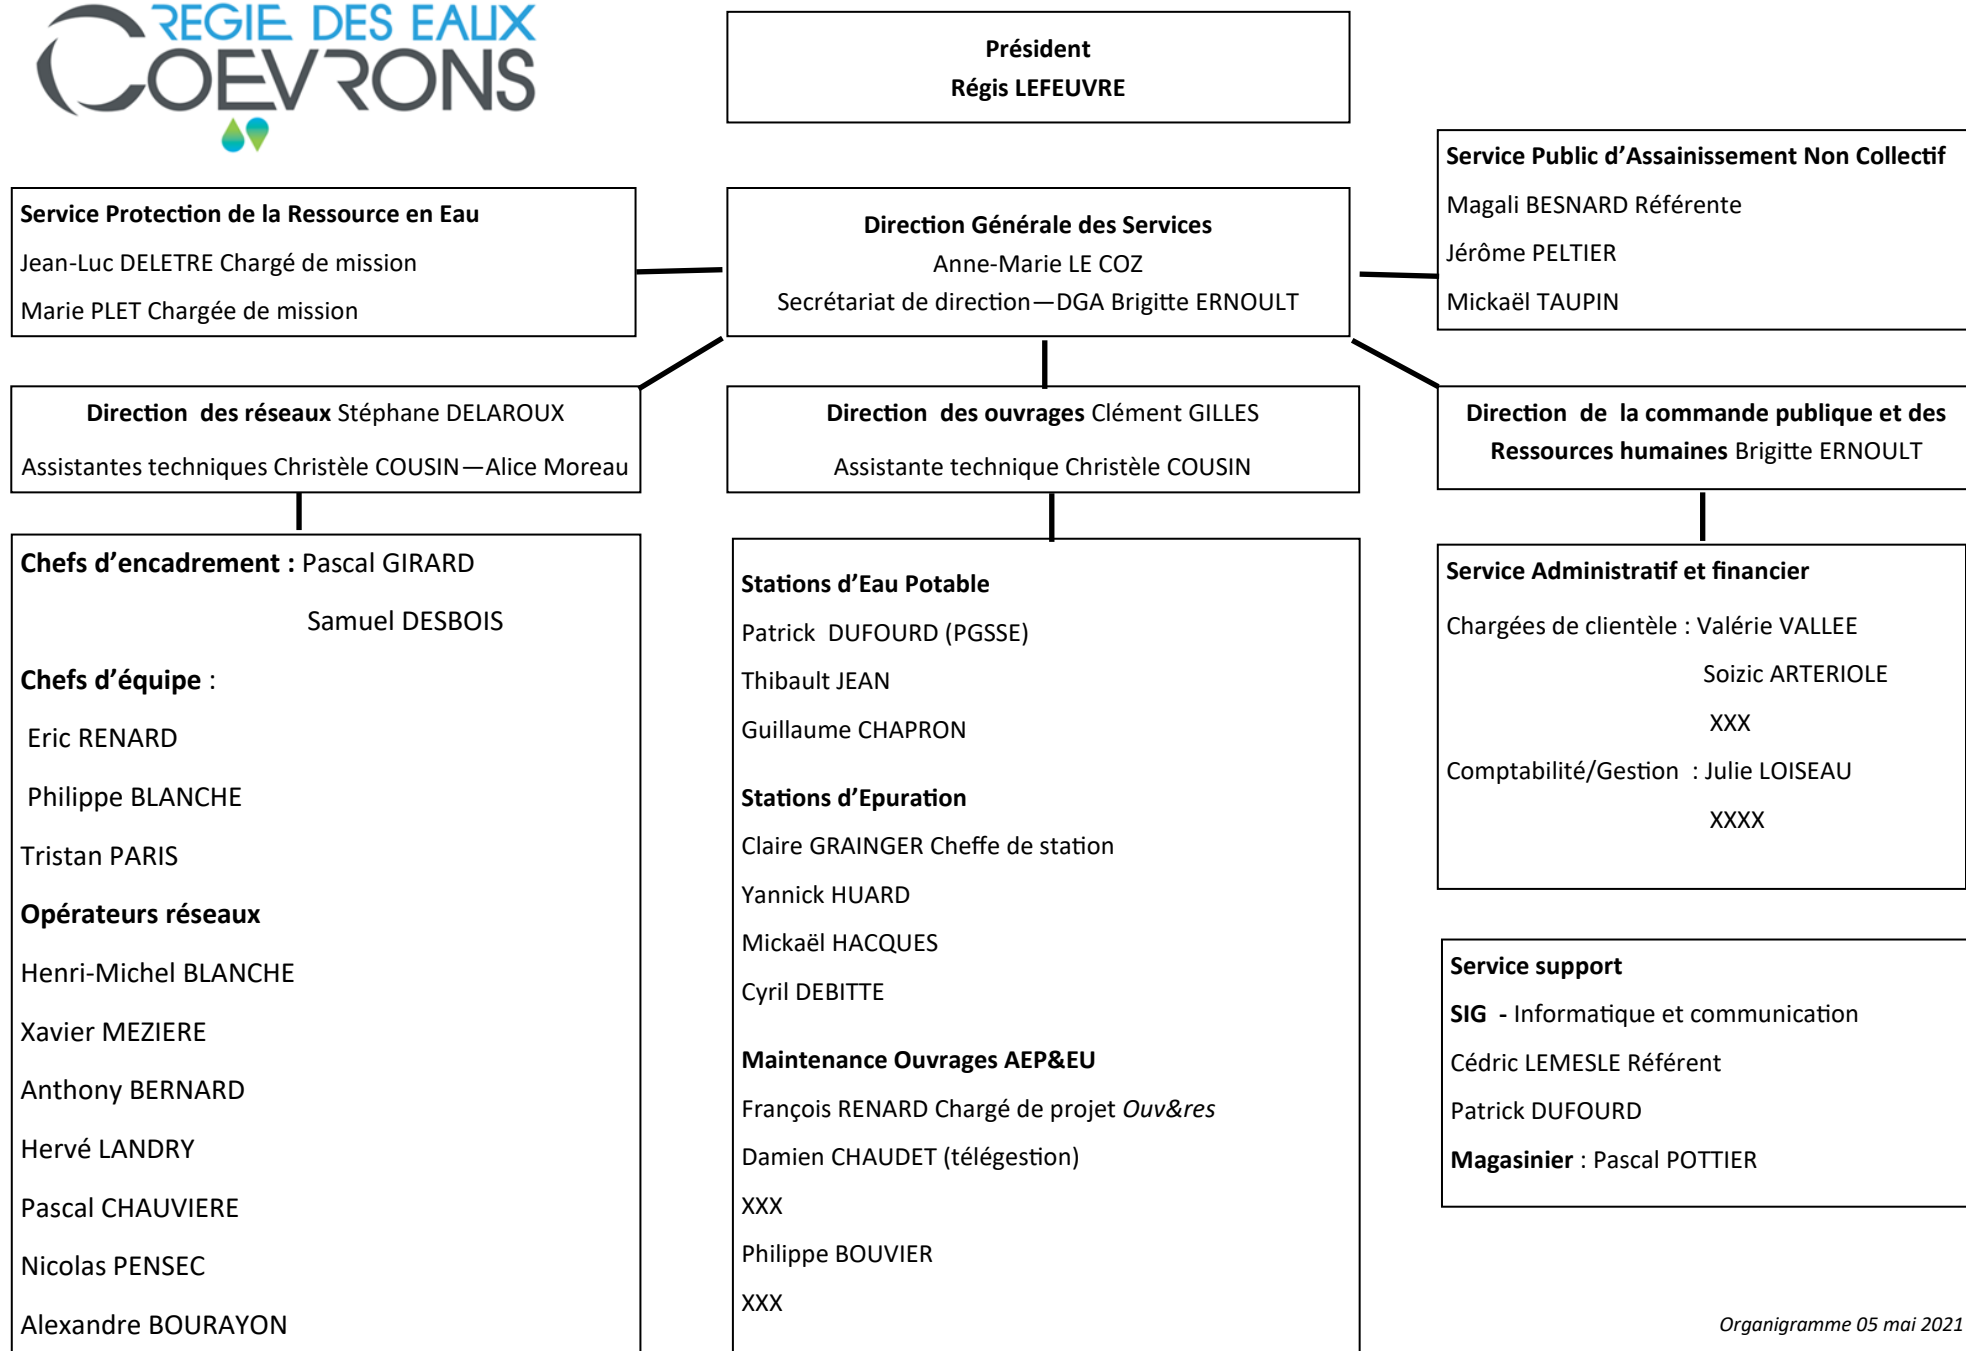 REGIE DES EAUX
COEVRONS
Président
Régis LEFEUVRE
Service Public d’Assainissement Non Collectif
Magali BESNARD Référente
Jérôme PELTIER
Mickaël TAUPIN
Service Protection de la Ressource en Eau
Jean-Luc DELETRE Chargé de mission
Marie PLET Chargée de mission
Direction Générale des Services
Anne-Marie LE COZ
Secrétariat de direction—DGA Brigitte ERNOULT
Direction des réseaux Stéphane DELAROUX
Assistantes techniques Christèle COUSIN—Alice Moreau
Direction des ouvrages Clément GILLES
Assistante technique Christèle COUSIN
Direction de la commande publique et des
Ressources humaines Brigitte ERNOULT
Chefs d’encadrement : Pascal GIRARD
Samuel DESBOIS
Chefs d’équipe :
Eric RENARD
Philippe BLANCHE
Tristan PARIS
Opérateurs réseaux
Henri-Michel BLANCHE
Xavier MEZIERE
Anthony BERNARD
Hervé LANDRY
Pascal CHAUVIERE
Nicolas PENSEC
Alexandre BOURAYON
Stations d’Eau Potable
Patrick DUFOURD (PGSSE)
Thibault JEAN
Guillaume CHAPRON
Stations d’Epuration
Claire GRAINGER Cheffe de station
Yannick HUARD
Mickaël HACQUES
Cyril DEBITTE
Maintenance Ouvrages AEP&EU
François RENARD Chargé de projet Ouv&res
Damien CHAUDET (télégestion)
XXX
Philippe BOUVIER
XXX
Service Administratif et financier
Chargées de clientèle : Valérie VALLEE
Soizic ARTERIOLE
XXX
Comptabilité/Gestion : Julie LOISEAU
XXXX
Service support
SIG - Informatique et communication
Cédric LEMESLE Référent
Patrick DUFOURD
Magasinier : Pascal POTTIER
Organigramme 05 mai 2021